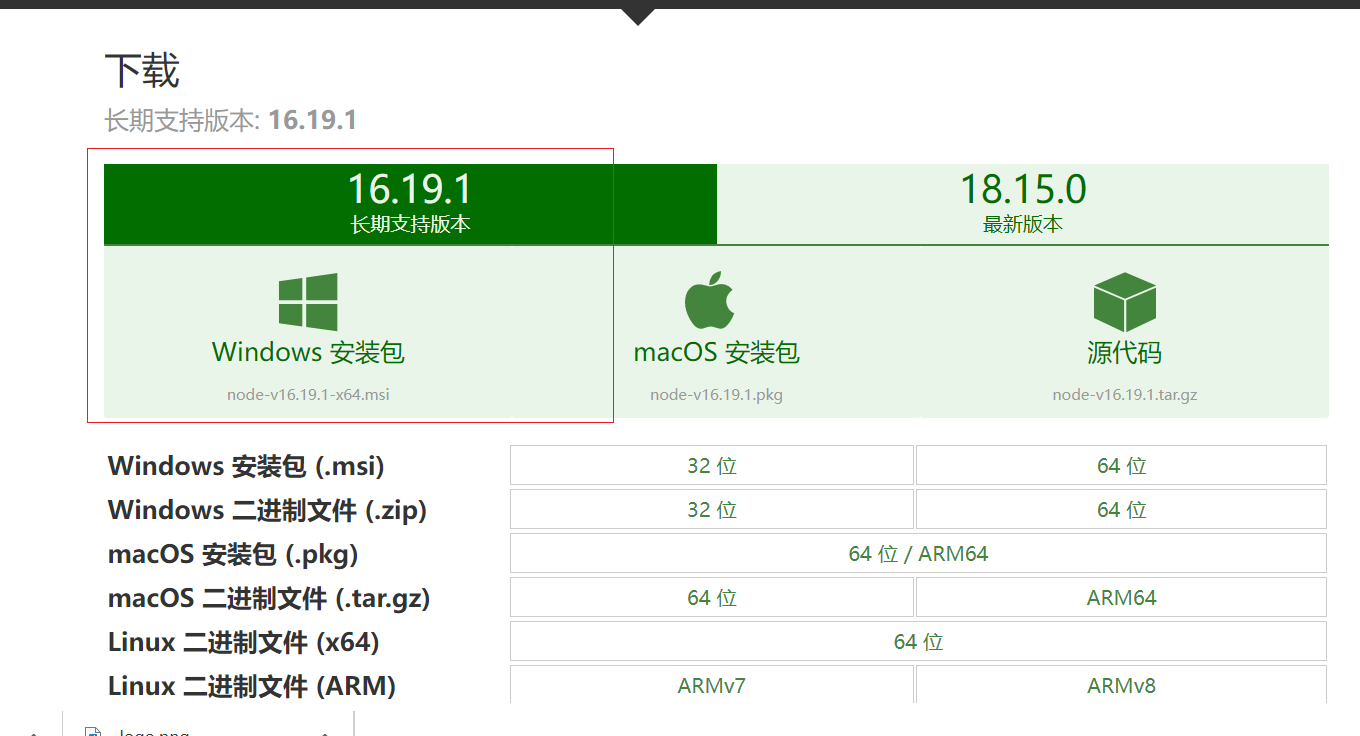 下载
长期支持版本: 16.19.1
16.19.1
长期支持版本
18.15.0
最新版本
Windows 安装包
node-v16.19.1-x64.msi
macOS 安装包
node-v16.19.1.pkg
源代码
node-v16.19.1.tar.gz
Windows 安装包 (.msi) 32 位 64 位
Windows 二进制文件 (.zip) 32 位 64 位
macOS 安装包 (.pkg) 64 位 / ARM64
macOS 二进制文件 (.tar.gz) 64 位 ARM64
Linux 二进制文件 (x64) 64 位
Linux 二进制文件 (ARM) ARMv7 ARMv8
logo.png